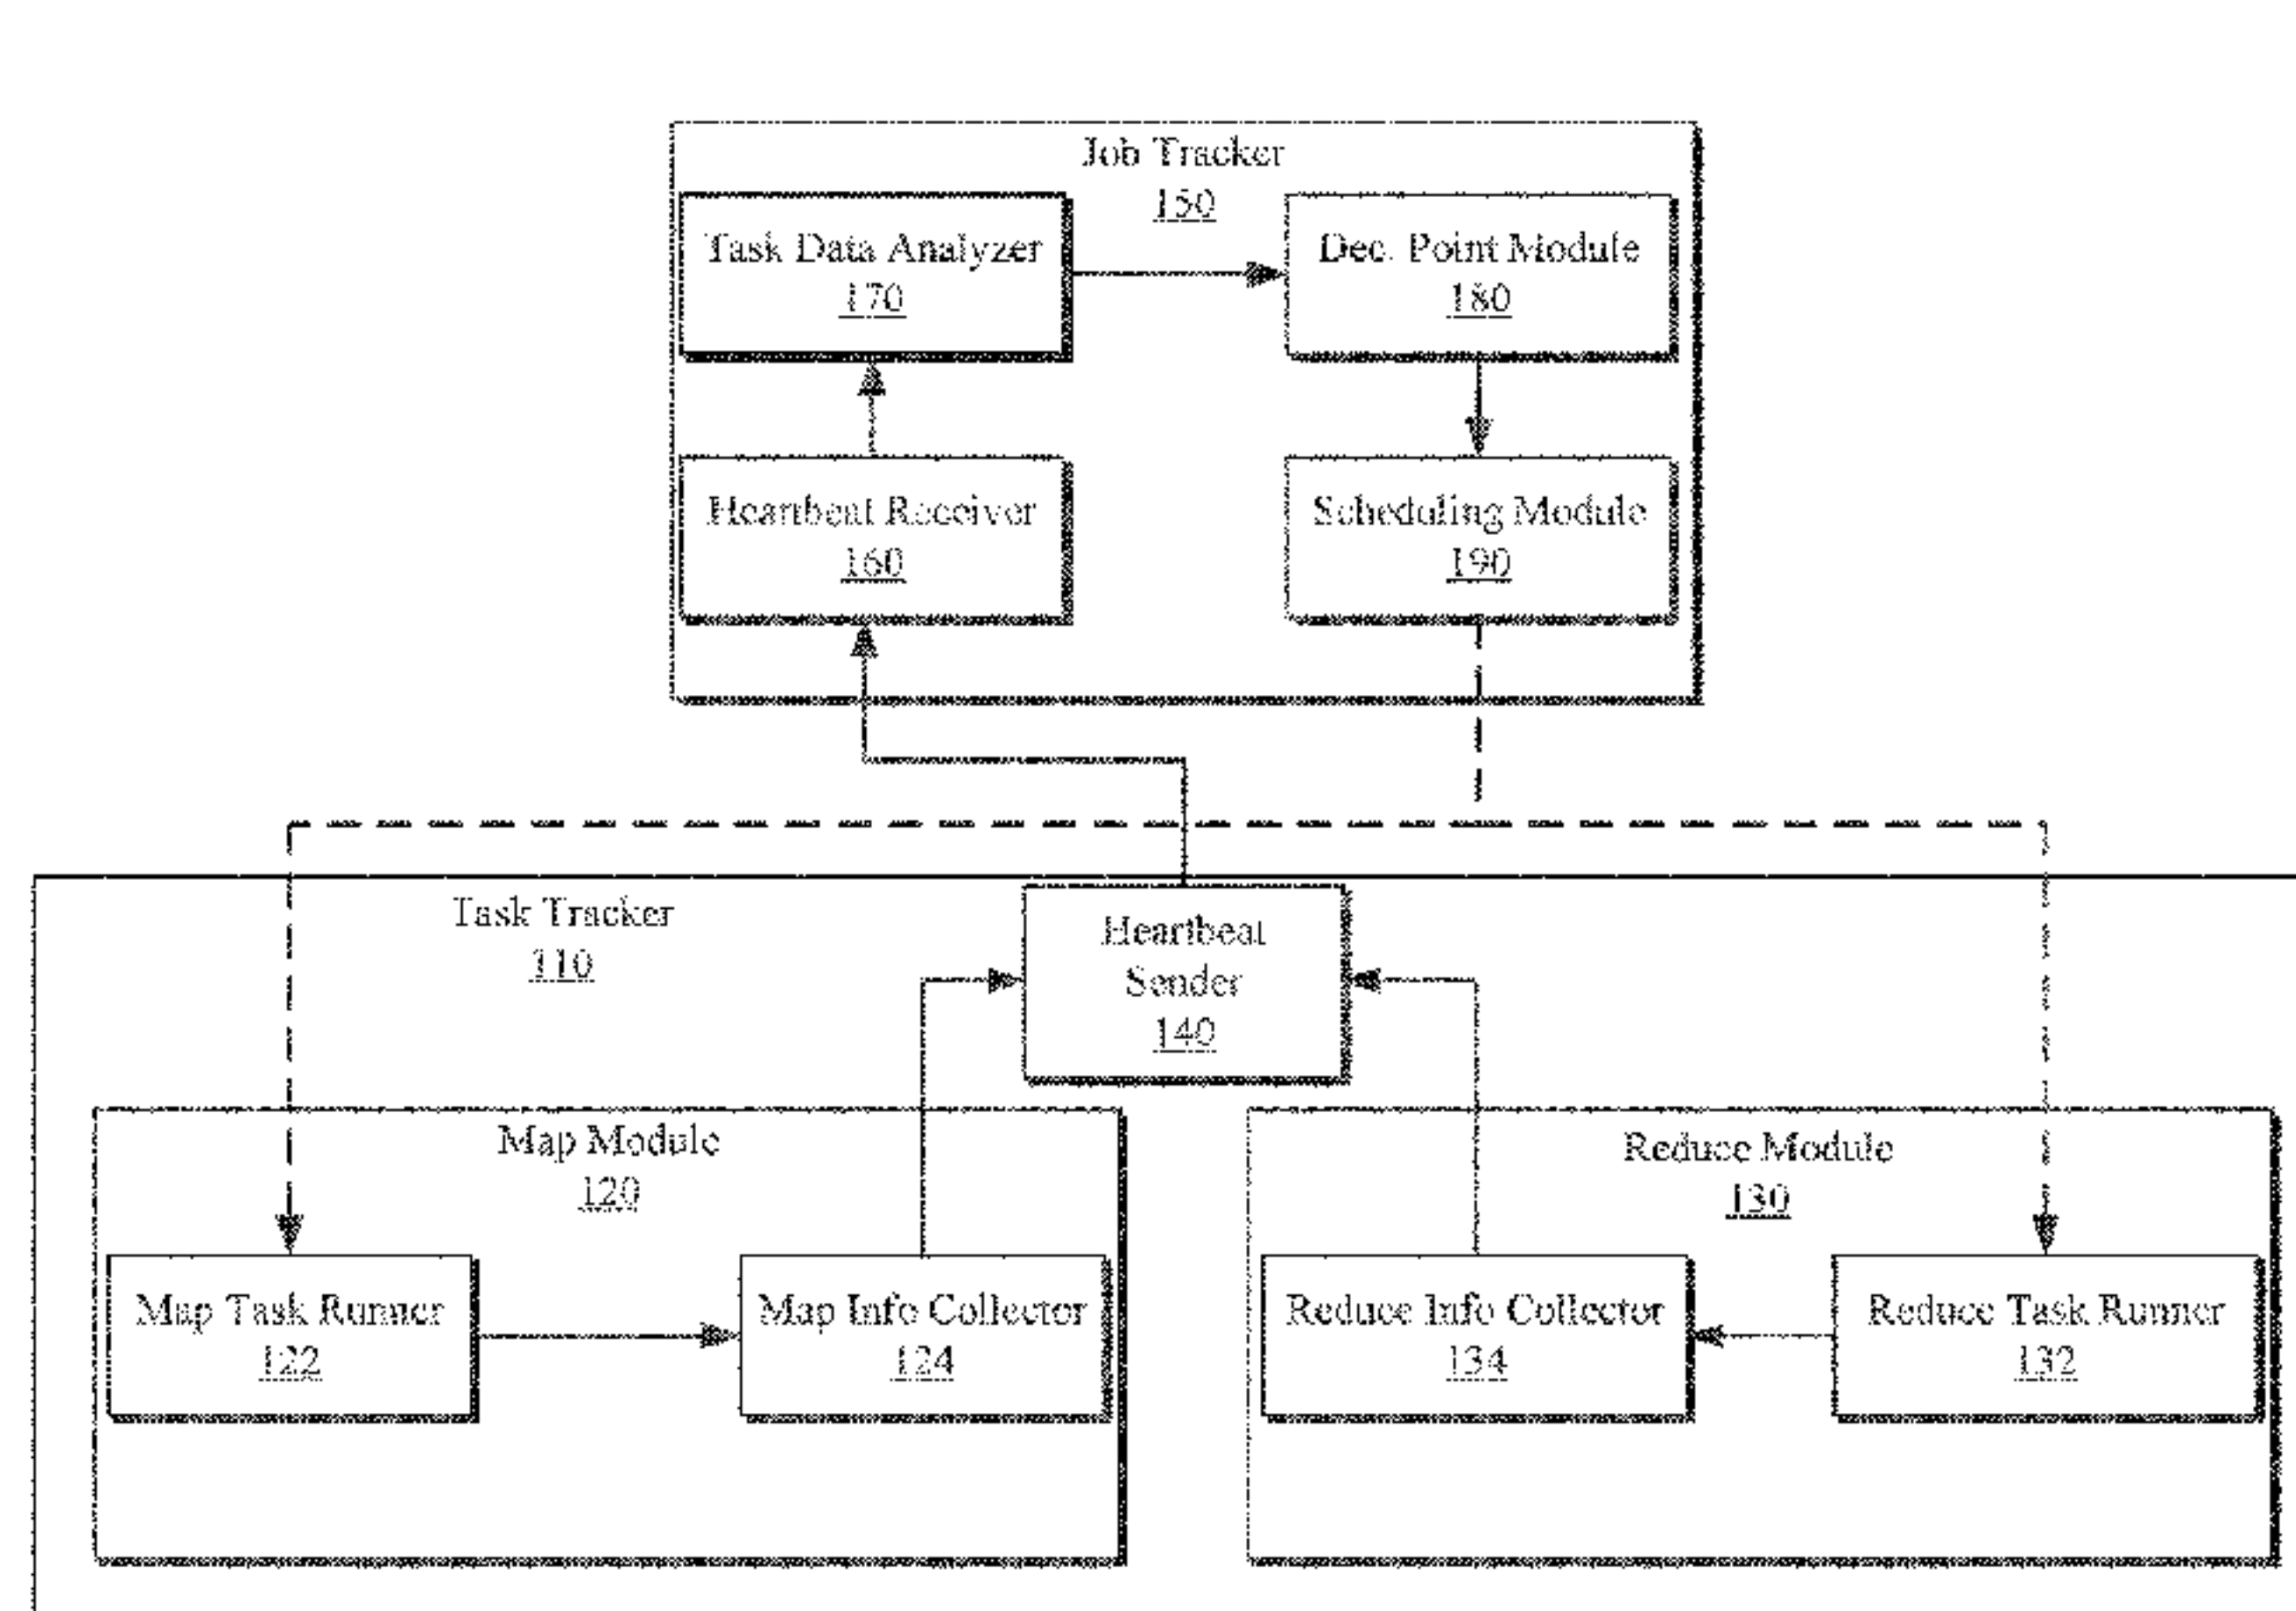 Job Tracker
150
Task Data Analyzer
170
Dec. Point Module
180
Heartbeat Receiver
160
Scheduling Module
190
Task Tracker
110
Heartbeat
Sender
140
Map Module
120
Reduce Module
130
Map Task Runner
122
Map Info Collector
124
Reduce Info Collector
134
Reduce Task Runner
132